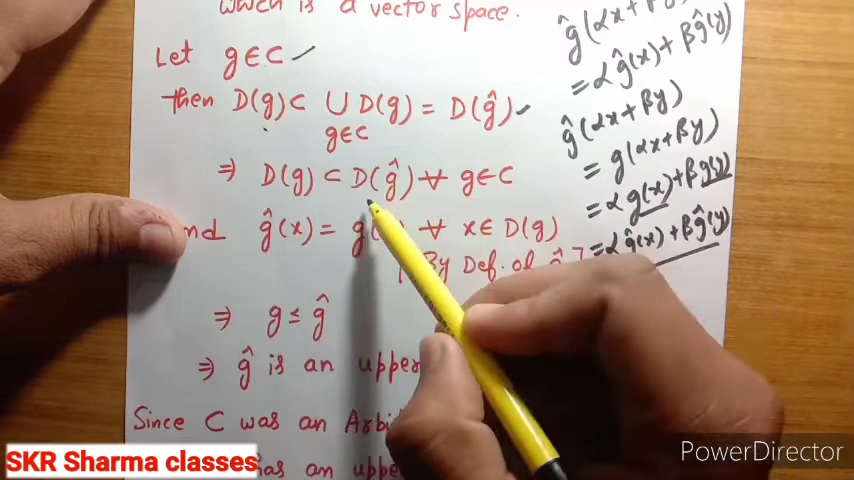 which is a vector space.
Let g∈C
Then D(g)⊂ ∪ D(g) = D(ĝ)
g∈C
⇒ D(g) ⊂ D(ĝ) ∀ g∈C
ĝ(x) = g( ∀ x∈ D(g)
By Def. of ĝ]
⇒ g ≤ ĝ
⇒ ĝ is an upper
Since C was an
has an upper
ĝ(αx + βy)
= αĝ(x) + βĝ(y)
ĝ(αx + βy)
= g(αx + βy)
= αg(x) + βg(y)
= αĝ(x) + βĝ(y)
SKR Sharma classes
PowerDirector